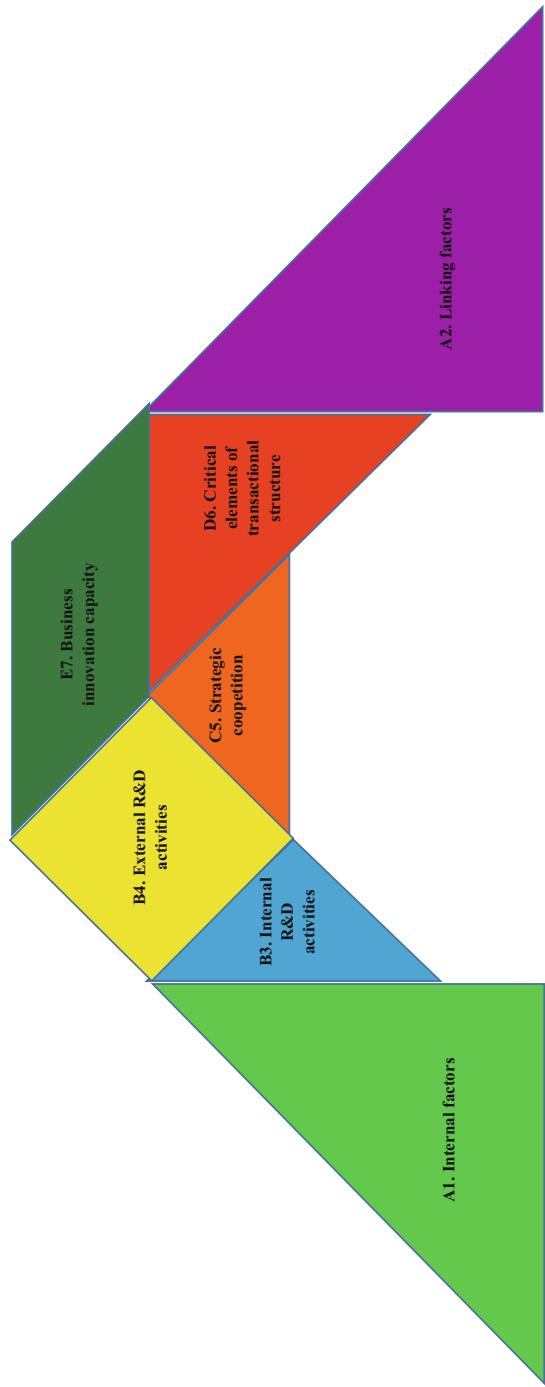 A1. Internal factors
B3. Internal
R&D
activities
B4. External R&D
activities
C5. Strategic
coopetition
E7. Business
innovation capacity
D6. Critical
elements of
transactional
structure
A2. Linking factors